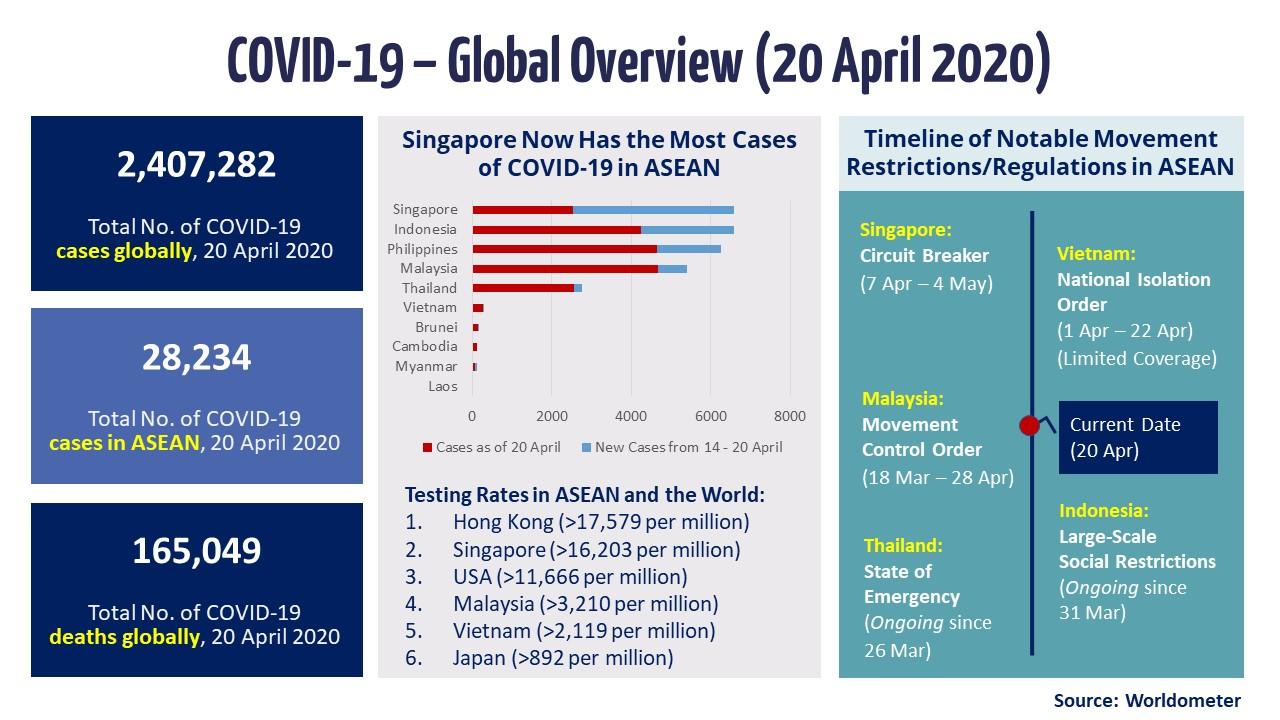 COVID-19 – Global Overview (20 April 2020)
2,407,282
Total No. of COVID-19
cases globally, 20 April 2020
28,234
Total No. of COVID-19
cases in ASEAN, 20 April 2020
165,049
Total No. of COVID-19
deaths globally, 20 April 2020
Singapore Now Has the Most Cases
of COVID-19 in ASEAN
Singapore
Indonesia
Philippines
Malaysia
Thailand
Vietnam
Brunei
Cambodia
Myanmar
Laos
0 2000 4000 6000 8000
Cases as of 20 April New Cases from 14 - 20 April
Testing Rates in ASEAN and the World:
1. Hong Kong (>17,579 per million)
2. Singapore (>16,203 per million)
3. USA (>11,666 per million)
4. Malaysia (>3,210 per million)
5. Vietnam (>2,119 per million)
6. Japan (>892 per million)
Timeline of Notable Movement
Restrictions/Regulations in ASEAN
Singapore:
Circuit Breaker
(7 Apr – 4 May)
Vietnam:
National Isolation
Order
(1 Apr – 22 Apr)
(Limited Coverage)
Malaysia:
Movement
Control Order
(18 Mar – 28 Apr)
Current Date
(20 Apr)
Thailand:
State of
Emergency
(Ongoing since
26 Mar)
Indonesia:
Large-Scale
Social Restrictions
(Ongoing since
31 Mar)
Source: Worldometer